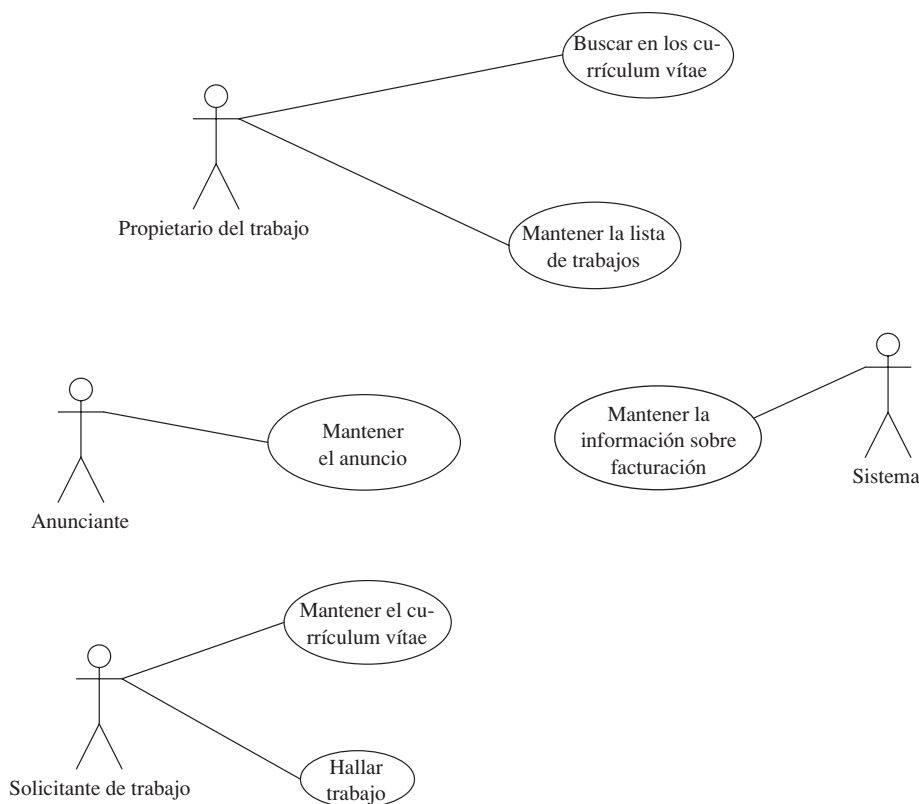 Buscar en los cu-
rrículum vítae
Propietario del trabajo
Mantener la lista
de trabajos
Mantener
el anuncio
Anunciante
Mantener la
información sobre
facturación
Sistema
Mantener el cu-
rrículum vítae
Solicitante de trabajo
Hallar
trabajo